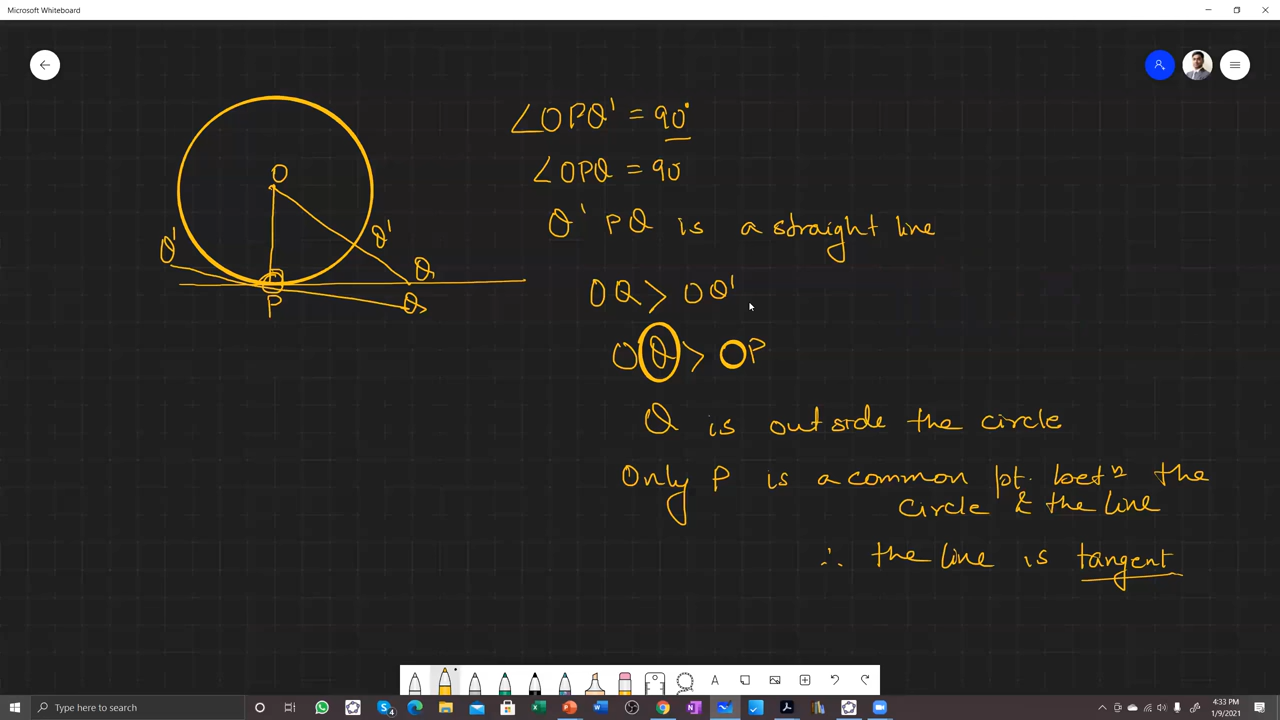 Microsoft Whiteboard
∠OPQ' = 90°
∠OPQ = 90
Q' PQ is a straight line
OQ > OQ'
OQ > OP
Q is outside the circle
Only P is a common pt. betⁿ the
circle & the line
∴ the line is tangent
O
Q'
Q'
Q
P
Q
A
Type here to search
4
4:33 PM
1/9/2021